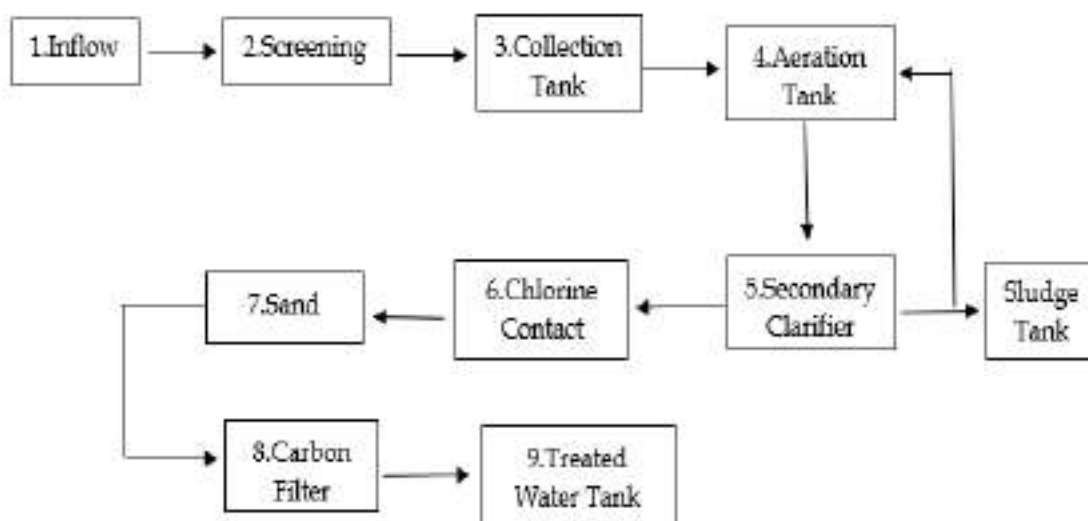 1.Inflow
2.Screening
3.Collection
Tank
4.Aeration
Tank
7.Sand
6.Chlorine
Contact
5.Secondary
Clarifier
Sludge
Tank
8.Carbon
Filter
9.Treated
Water Tank